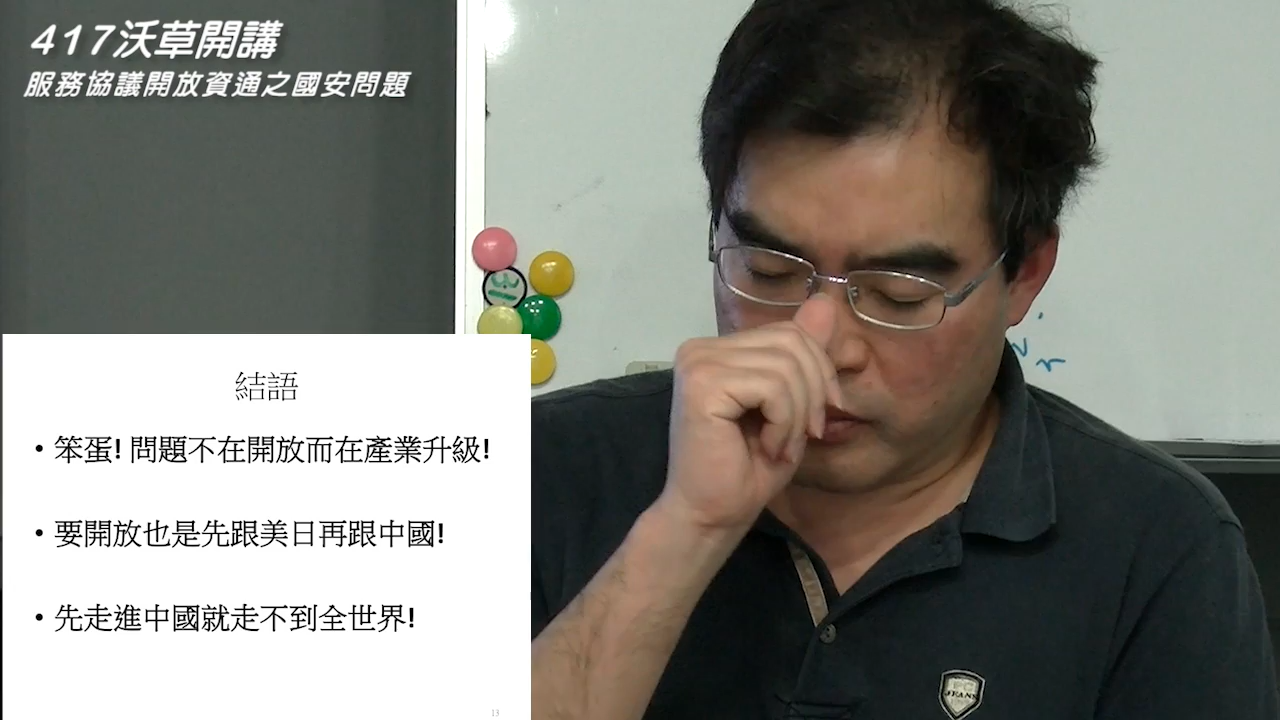 417沃草開講
服務協議開放資通之國安問題
結語
• 笨蛋! 問題不在開放而在產業升級!
• 要開放也是先跟美日再跟中國!
• 先走進中國就走不到全世界!
13
JEANS